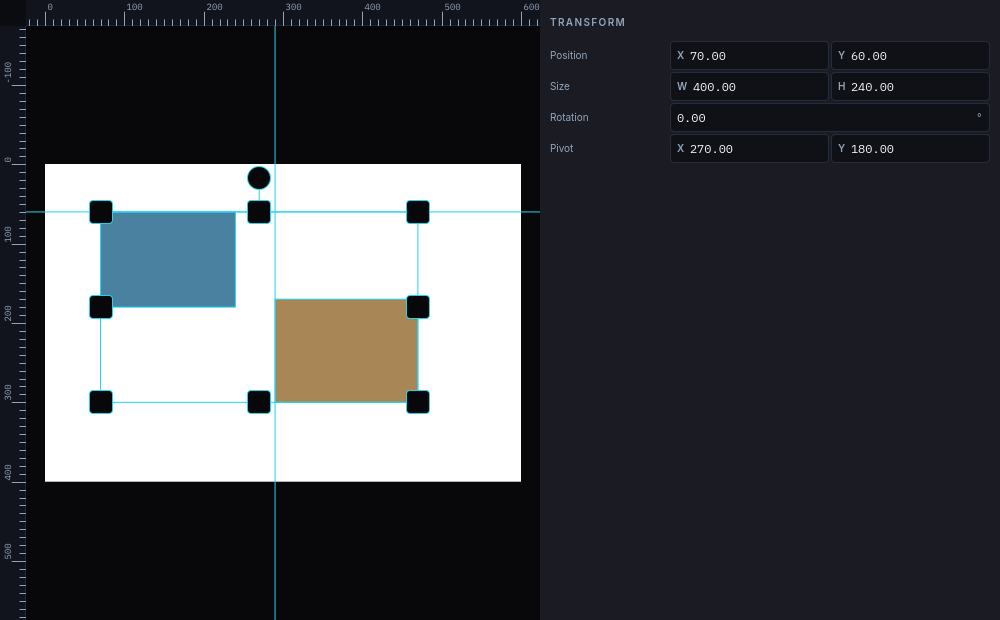 0 100 200 300 400 500 600
TRANSFORM
Position X 70.00 Y 60.00
Size W 400.00 H 240.00
Rotation 0.00 °
Pivot X 270.00 Y 180.00
-100
0
100
200
300
400
500